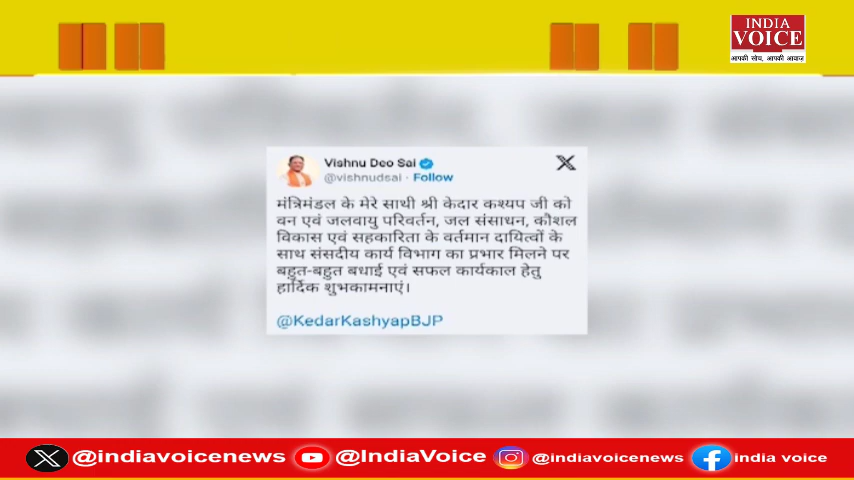 INDIA
VOICE
आपकी सोच, आपकी आवाज़
Vishnu Deo Sai
@vishnudsai · Follow
मंत्रिमंडल के मेरे साथी श्री केदार कश्यप जी को
वन एवं जलवायु परिवर्तन, जल संसाधन, कौशल
विकास एवं सहकारिता के वर्तमान दायित्वों के
साथ संसदीय कार्य विभाग का प्रभार मिलने पर
बहुत-बहुत बधाई एवं सफल कार्यकाल हेतु
हार्दिक शुभकामनाएं।
@KedarKashyapBJP
@indiavoicenews @IndiaVoice @indiavoicenews india voice